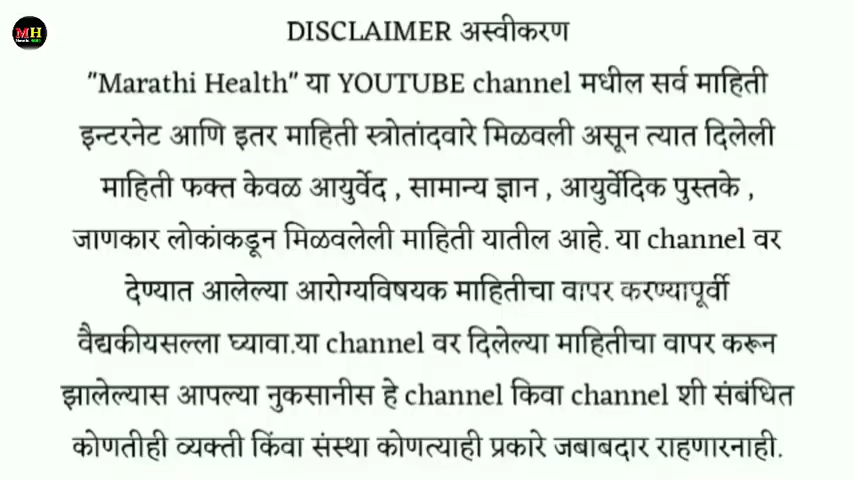 MH
DISCLAIMER अस्वीकरण
"Marathi Health" या YOUTUBE channel मधील सर्व माहिती
इन्टरनेट आणि इतर माहिती स्त्रोतांदवारे मिळवली असून त्यात दिलेली
माहिती फक्त केवळ आयुर्वेद , सामान्य ज्ञान , आयुर्वेदिक पुस्तके ,
जाणकार लोकांकडून मिळवलेली माहिती यातील आहे. या channel वर
देण्यात आलेल्या आरोग्यविषयक माहितीचा वापर करण्यापूर्वी
वैद्यकीयसल्ला घ्यावा.या channel वर दिलेल्या माहितीचा वापर करून
झालेल्यास आपल्या नुकसानीस हे channel किवा channel शी संबंधित
कोणतीही व्यक्ती किंवा संस्था कोणत्याही प्रकारे जबाबदार राहणारनाही.